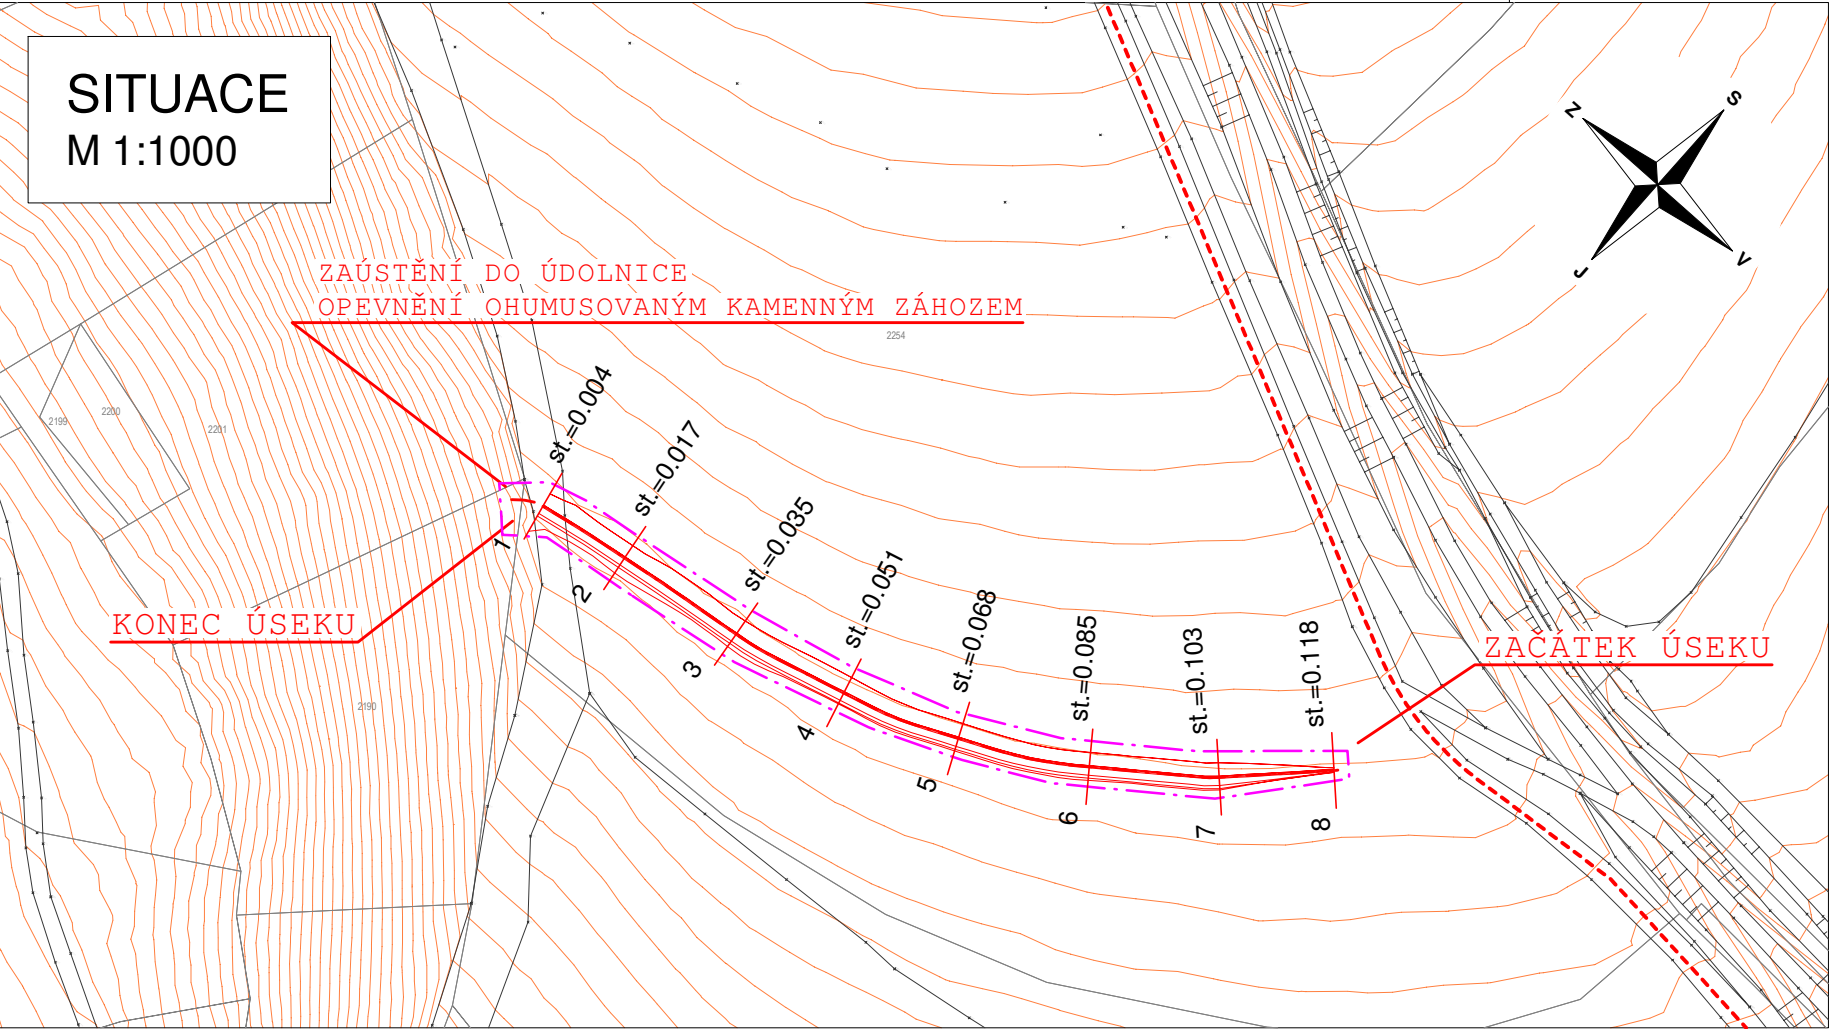 SITUACE
M 1:1000
Z
S
J
V
ZAÚSTĚNÍ DO ÚDOLNICE
OPEVNĚNÍ OHUMUSOVANÝM KAMENNÝM ZÁHOZEM
2254
2199
2200
2201
st.=0.004
st.=0.017
st.=0.035
st.=0.051
st.=0.068
st.=0.085
st.=0.103
st.=0.118
1
2
3
4
5
6
7
8
KONEC ÚSEKU
ZAČÁTEK ÚSEKU
2190